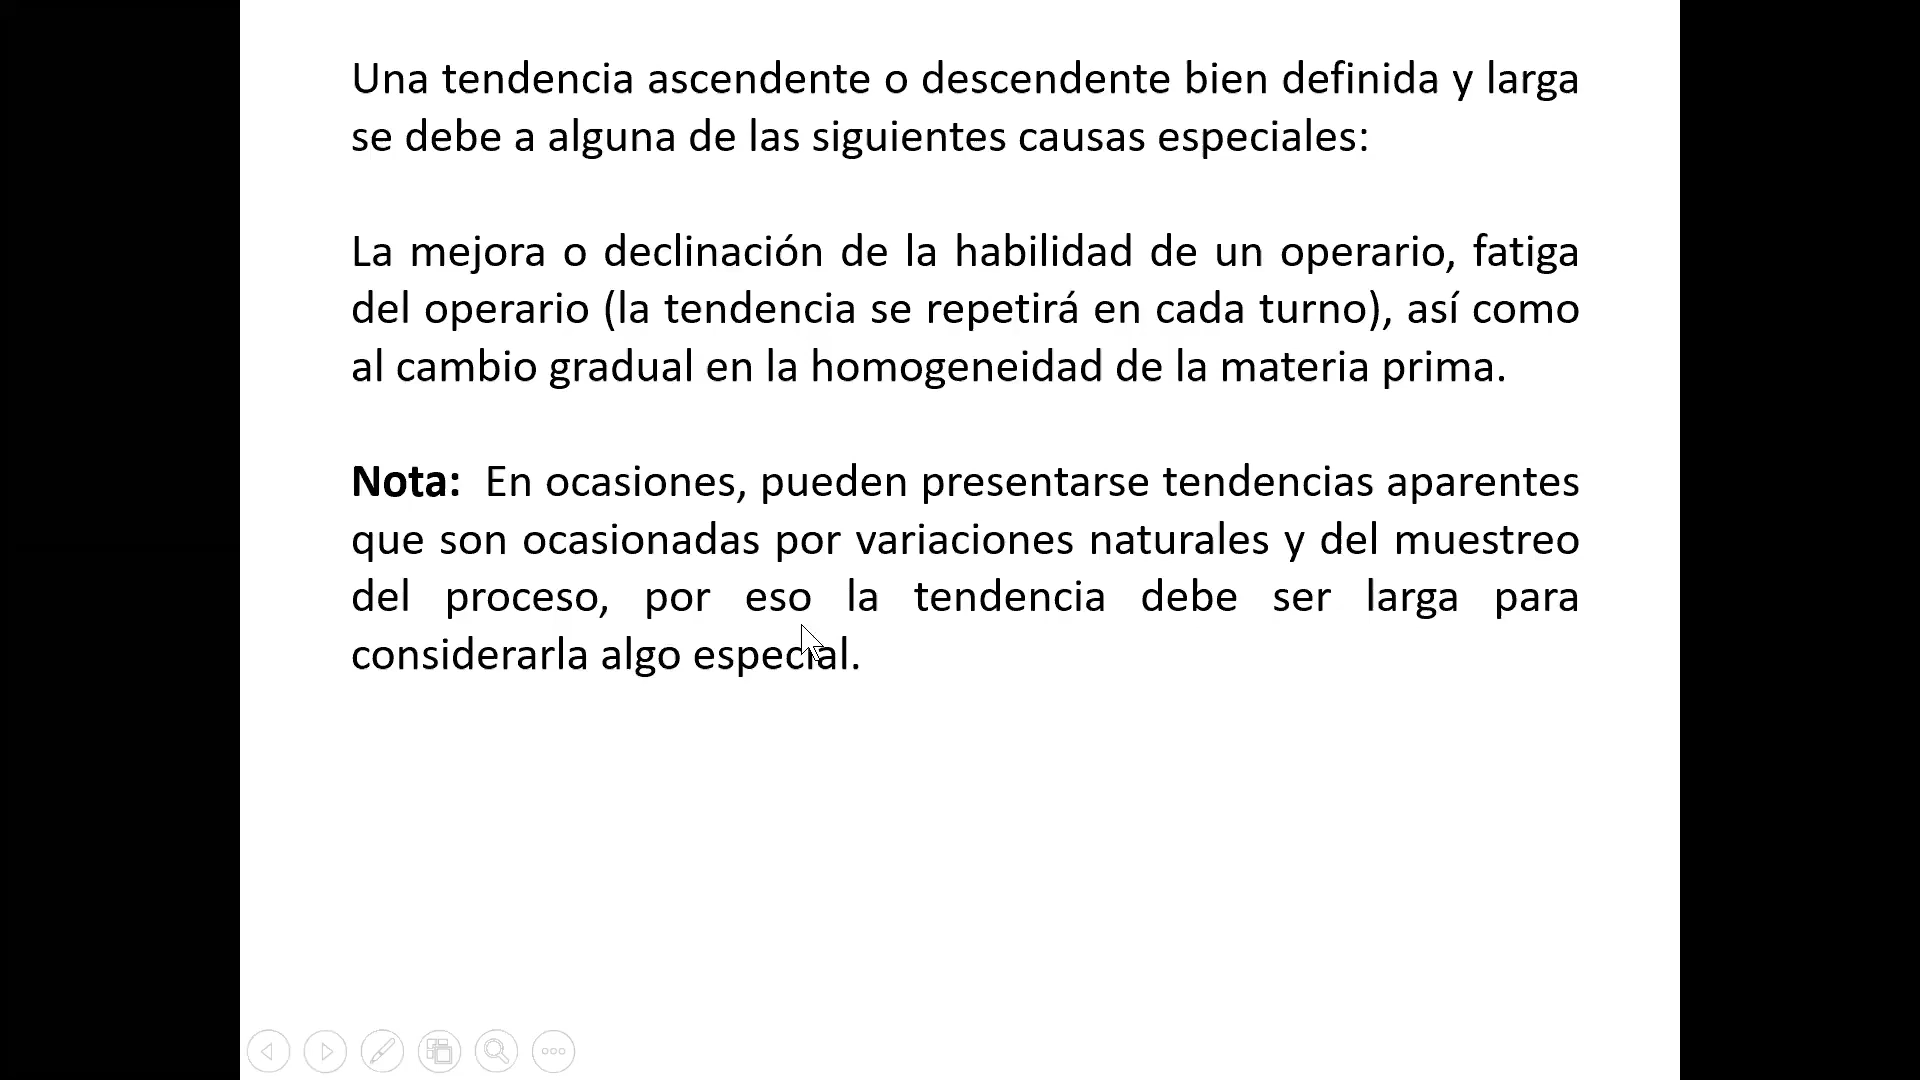 Una tendencia ascendente o descendente bien definida y larga
se debe a alguna de las siguientes causas especiales:
La mejora o declinación de la habilidad de un operario, fatiga
del operario (la tendencia se repetirá en cada turno), así como
al cambio gradual en la homogeneidad de la materia prima.
Nota: En ocasiones, pueden presentarse tendencias aparentes
que son ocasionadas por variaciones naturales y del muestreo
del proceso, por eso la tendencia debe ser larga para
considerarla algo especial.